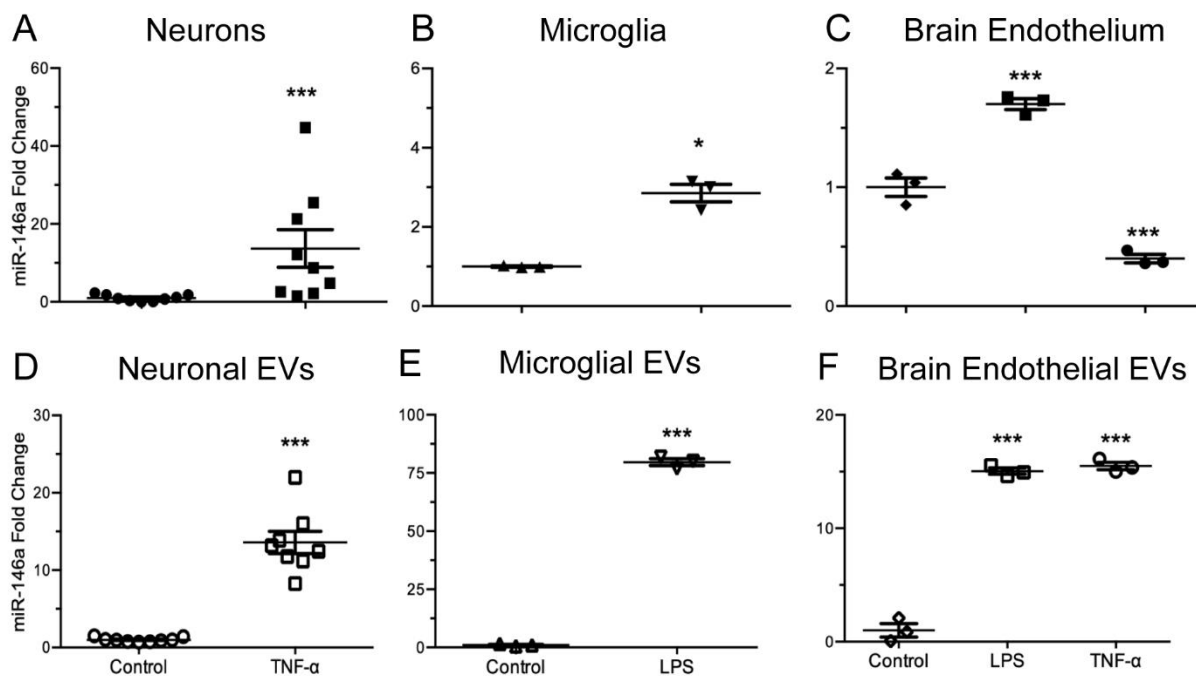 A Neurons
B Microglia
C Brain Endothelium
miR-146a Fold Change
60
40
20
0
***
6
4
2
0
*
2
1
0
***
***
D Neuronal EVs
E Microglial EVs
F Brain Endothelial EVs
miR-146a Fold Change
30
20
10
0
***
Control TNF-α
100
75
50
25
0
***
Control LPS
20
10
0
*** ***
Control LPS TNF-α